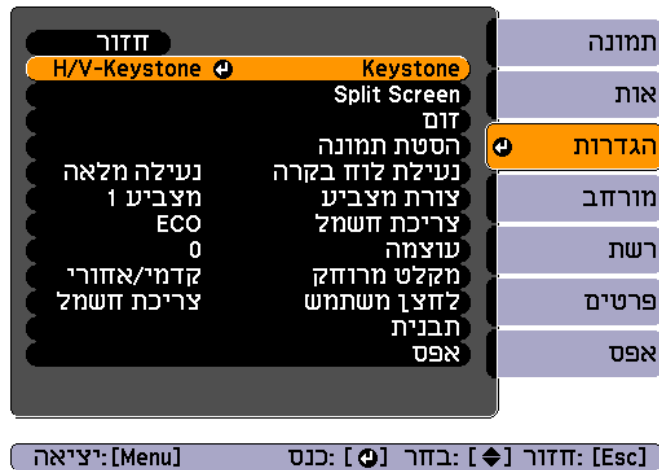 חזור
Keystone H/V-Keystone
Split Screen
זום
הסטת תמונה
נעילת לוח בקרה נעילה מלאה
צורת מצביע מצביע 1
צריכת חשמל ECO
עוצמה 0
מקלט מרוחק קדמי/אחורי
לחצן משתמש צריכת חשמל
תבנית
אפס
תמונה
אות
הגדרות
מורחב
רשת
פרטים
אפס
[Esc] :חזור [◆] :בחר [⏎] :כנס [Menu]:יציאה